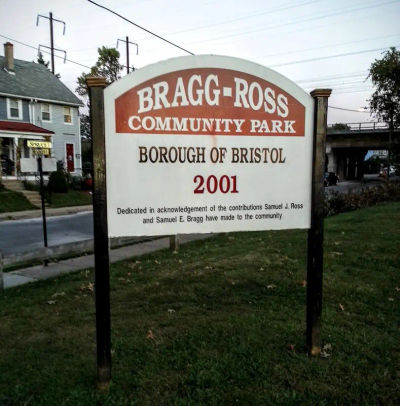 BRAGG-ROSS
COMMUNITY PARK
BOROUGH OF BRISTOL
2001
Dedicated in acknowledgement of the contributions Samuel J. Ross
and Samuel E. Bragg have made to the community